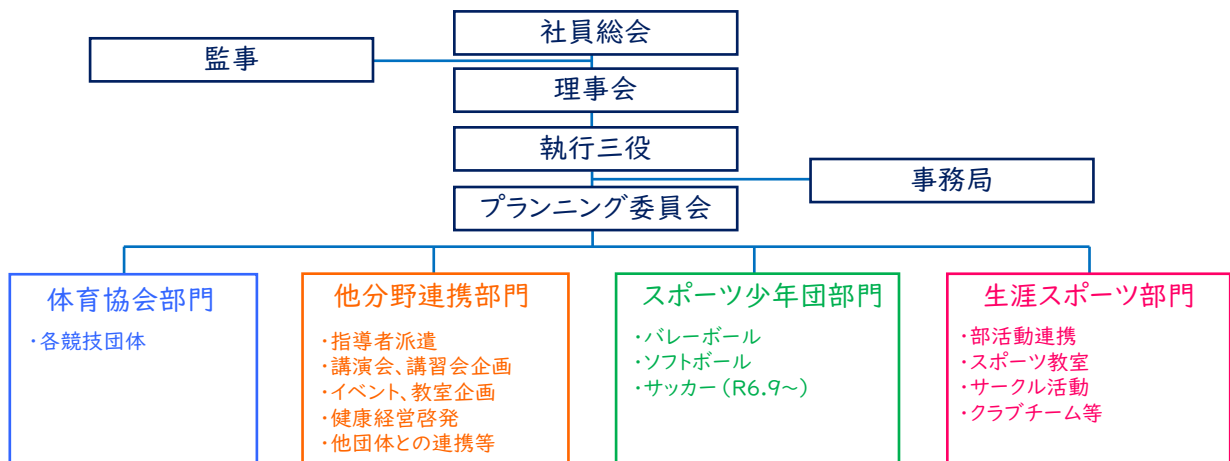 社員総会
監事
理事会
執行三役
事務局
プランニング委員会
体育協会部門
・各競技団体
他分野連携部門
・指導者派遣
・講演会、講習会企画
・イベント、教室企画
・健康経営啓発
・他団体との連携等
スポーツ少年団部門
・バレーボール
・ソフトボール
・サッカー（R6.9～）
生涯スポーツ部門
・部活動連携
・スポーツ教室
・サークル活動
・クラブチーム等